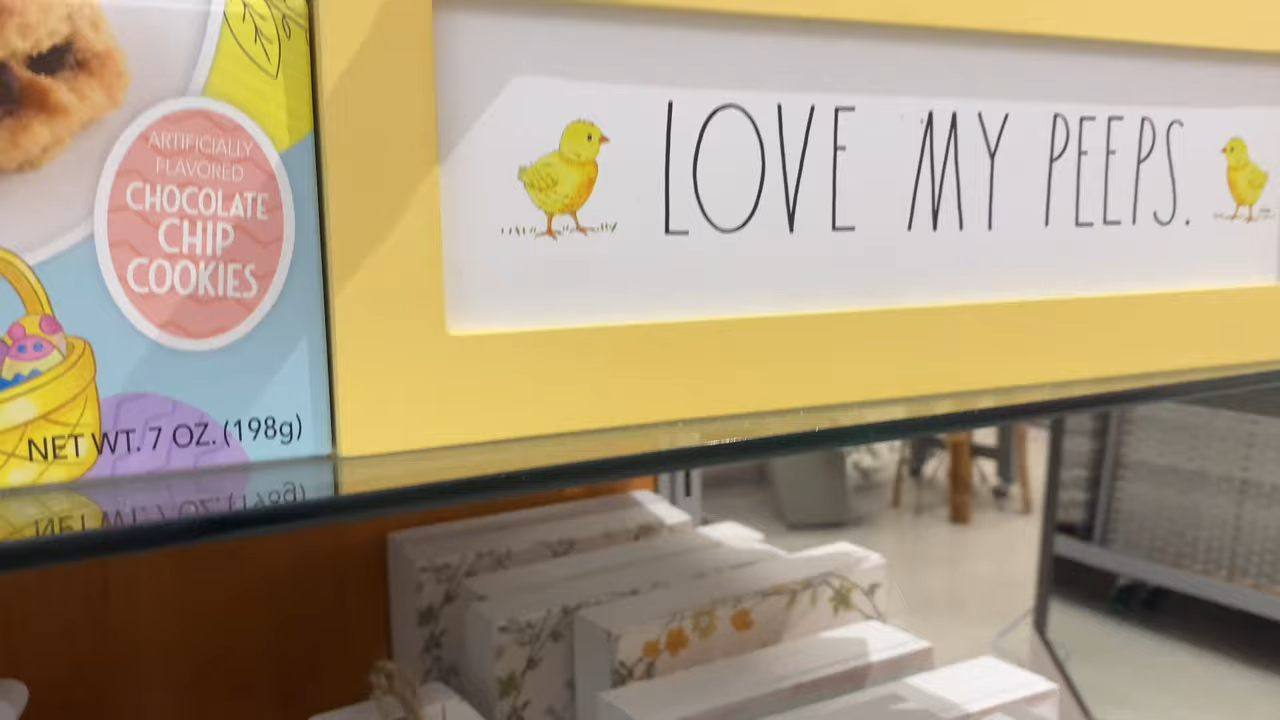 ARTIFICIALLY
FLAVORED
CHOCOLATE
CHIP
COOKIES
NET WT. 7 OZ. (198g)
LOVE MY PEEPS.